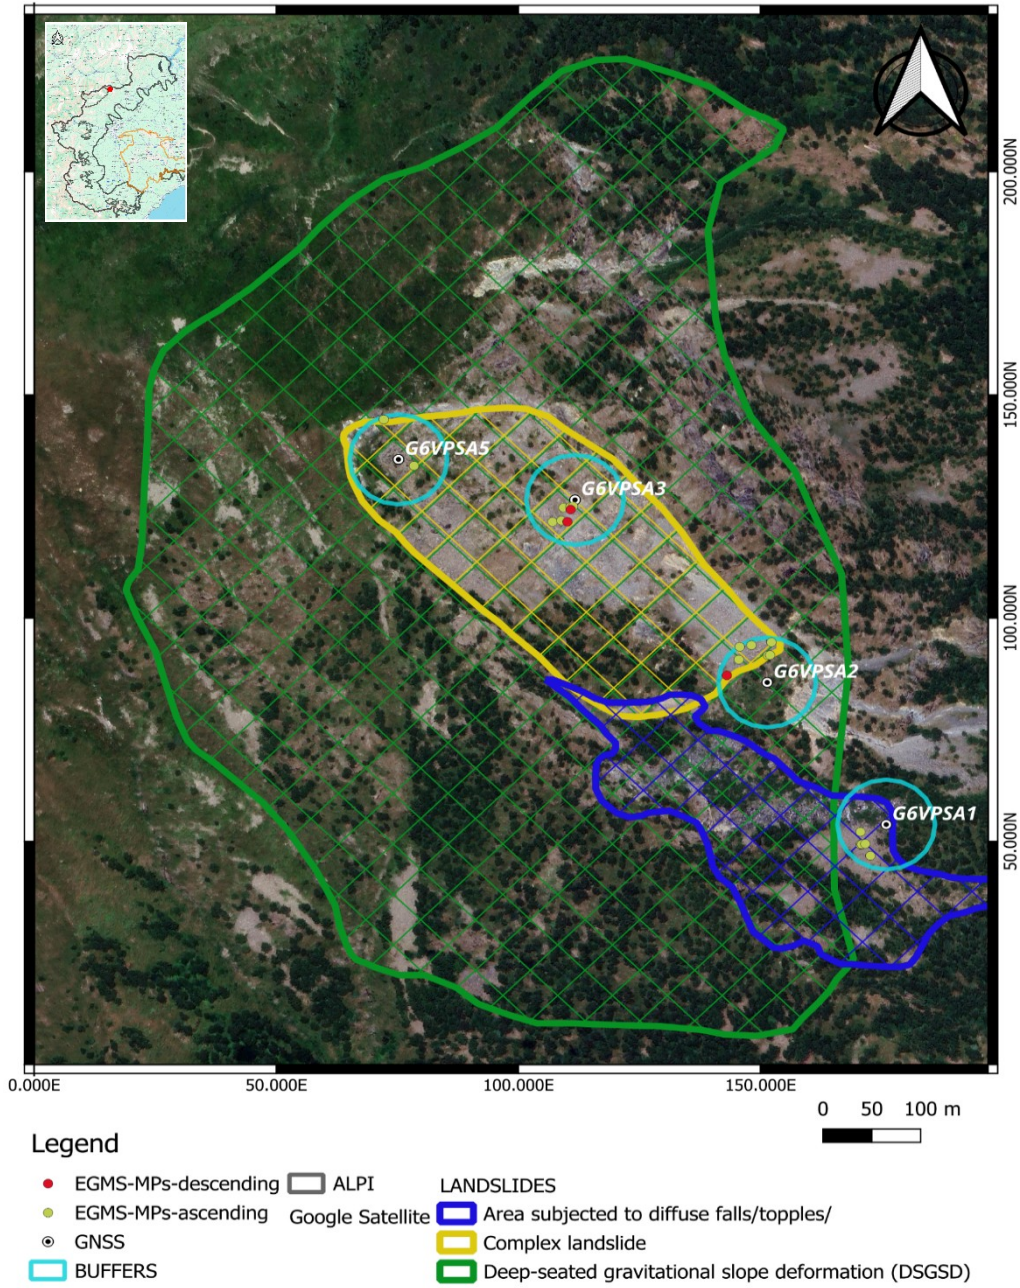 200.000N
G6VPSA5
150.000N
G6VPSA3
100.000N
G6VPSA2
G6VPSA1
50.000N
0.000E 50.000E 100.000E 150.000E
0 50 100 m
Legend
EGMS-MPs-descending ALPI LANDSLIDES
EGMS-MPs-ascending Google Satellite Area subjected to diffuse falls/topples/
GNSS Complex landslide
BUFFERS Deep-seated gravitational slope deformation (DSGSD)